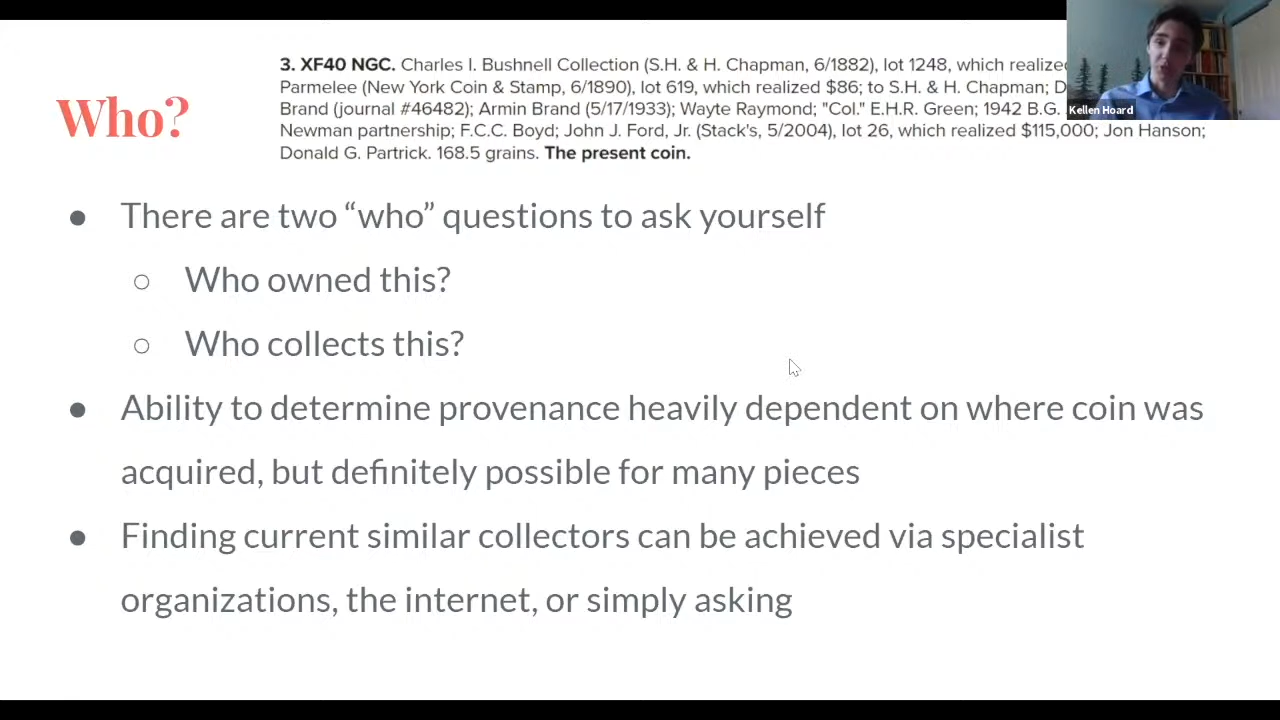 3. XF40 NGC. Charles I. Bushnell Collection (S.H. & H. Chapman, 6/1882), lot 1248, which realized
Parmelee (New York Coin & Stamp, 6/1890), lot 619, which realized $86; to S.H. & H. Chapman;
Brand (journal #46482); Armin Brand (5/17/1933); Wayte Raymond; "Col." E.H.R. Green; 1942 B.G.
Newman partnership; F.C.C. Boyd; John J. Ford, Jr. (Stack's, 5/2004), lot 26, which realized $115,000; Jon Hanson;
Donald G. Partrick. 168.5 grains. The present coin.
Kellen Hoard
Who?
● There are two “who” questions to ask yourself
○ Who owned this?
○ Who collects this?
● Ability to determine provenance heavily dependent on where coin was
acquired, but definitely possible for many pieces
● Finding current similar collectors can be achieved via specialist
organizations, the internet, or simply asking